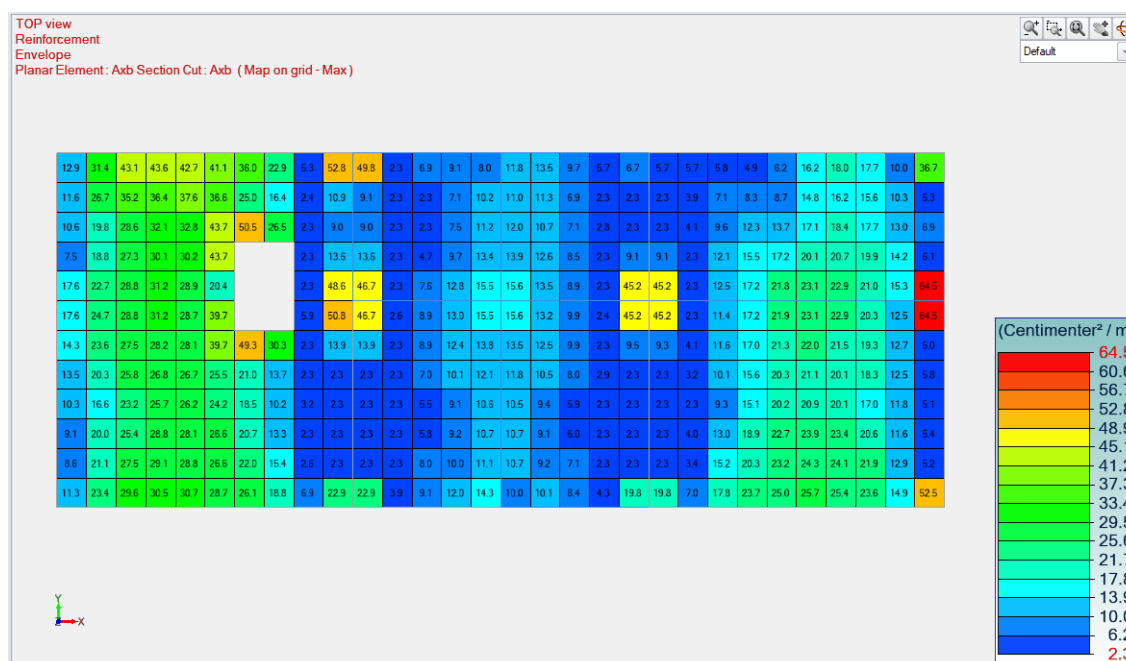 TOP view
Reinforcement
Envelope
Planar Element : Axb Section Cut : Axb ( Map on grid - Max )
Default
12.9 31.4 43.1 43.6 42.7 41.1 36.0 22.9 5.3 52.8 49.8 2.3 6.9 9.1 8.0 11.8 13.5 9.7 5.7 6.7 5.7 5.7 5.8 4.9 6.2 16.2 18.0 17.7 10.0 36.7
11.6 26.7 35.2 36.4 37.6 36.6 25.0 16.4 2.4 10.9 9.1 2.3 2.3 7.1 10.2 11.0 11.3 6.9 2.3 2.3 2.3 3.9 7.1 8.3 8.7 14.8 16.2 15.6 10.3 5.3
10.6 19.8 28.6 32.1 32.8 43.7 50.5 26.5 2.3 9.0 9.0 2.3 2.3 7.5 11.2 12.0 10.7 7.1 2.8 2.3 2.3 4.1 9.6 12.3 13.7 17.1 18.4 17.7 13.0 6.9
7.5 18.8 27.3 30.1 30.2 43.7 2.3 13.6 13.6 2.3 4.7 9.7 13.4 13.9 12.6 8.5 2.3 9.1 9.1 2.3 12.1 15.5 17.2 20.1 20.7 19.9 14.2 6.1
17.6 22.7 28.8 31.2 28.9 20.4 2.3 48.6 46.7 2.3 7.6 12.8 15.5 15.6 13.5 8.9 2.3 45.2 45.2 2.3 12.5 17.2 21.8 23.1 22.9 21.0 15.3 64.5
17.6 24.7 28.8 31.2 28.7 39.7 5.9 50.8 46.7 2.6 8.9 13.0 15.5 15.6 13.2 9.9 2.4 45.2 45.2 2.3 11.4 17.2 21.9 23.1 22.9 20.3 12.5 64.5
14.3 23.6 27.5 28.2 28.1 39.7 49.3 30.3 2.3 13.9 13.9 2.3 8.9 12.4 13.8 13.5 12.5 9.9 2.3 9.5 9.3 4.1 11.6 17.0 21.3 22.0 21.5 19.3 12.7 5.0
13.5 20.3 25.8 26.8 26.7 25.5 21.0 13.7 2.3 2.3 2.3 2.3 7.0 10.1 12.1 11.8 10.5 8.0 2.9 2.3 2.3 3.2 10.1 15.6 20.3 21.1 20.1 18.3 12.5 5.8
10.3 16.6 23.2 25.7 26.2 24.2 18.5 10.2 3.2 2.3 2.3 2.3 5.5 9.1 10.6 10.5 9.4 5.9 2.3 2.3 2.3 2.3 9.3 15.1 20.2 20.9 20.1 17.0 11.8 5.1
9.1 20.0 25.4 28.8 28.1 26.6 20.7 13.3 2.3 2.3 2.3 2.3 5.8 9.2 10.7 10.7 9.1 6.0 2.3 2.3 2.3 4.0 13.0 18.9 22.7 23.9 23.4 20.6 11.6 5.4
8.6 21.1 27.5 29.1 28.8 26.6 22.0 15.4 2.6 2.3 2.3 2.3 8.0 10.0 11.1 10.7 9.2 7.1 2.3 2.3 2.3 3.4 15.2 20.3 23.2 24.3 24.1 21.9 12.9 5.2
11.3 23.4 29.6 30.5 30.7 28.7 26.1 18.8 6.9 22.9 22.9 3.9 9.1 12.0 14.3 10.0 10.1 8.4 4.3 19.8 19.8 7.0 17.8 23.7 25.0 25.7 25.4 23.6 14.9 52.5
(Centimenter² / m
64.5
60.6
56.7
52.8
48.9
45.1
41.2
37.3
33.4
29.5
25.6
21.7
17.8
13.9
10.0
6.2
2.3
Y
Z X